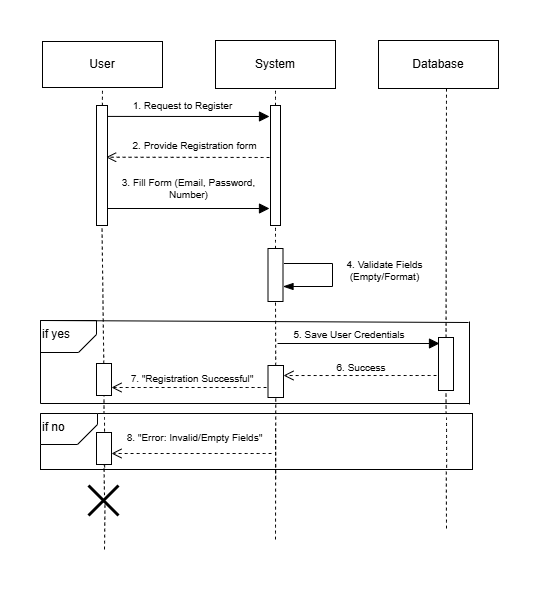 User
System
Database
1. Request to Register
2. Provide Registration form
3. Fill Form (Email, Password,
Number)
4. Validate Fields
(Empty/Format)
if yes
5. Save User Credentials
6. Success
7. "Registration Successful"
if no
8. "Error: Invalid/Empty Fields"